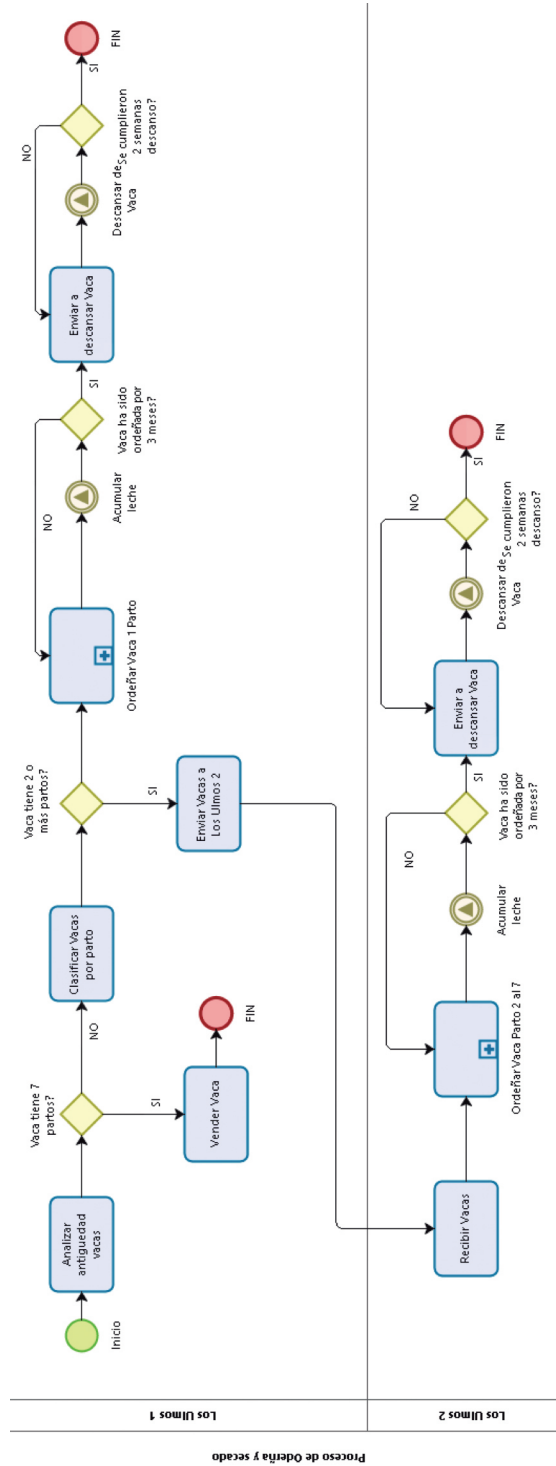 Proceso de Odeña y secado
Los Ulmos 1
Inicio
Analizar
antiguedad
vacas
Vaca tiene 7
partos?
SI
Vender Vaca
FIN
NO
Clasificar Vacas
por parto
Vaca tiene 2 o
más partos?
SI
Enviar Vacas a
Los Ulmos 2
Ordeñar Vaca 1 Parto
Acumular
leche
Vaca ha sido
ordeñada por
3 meses?
NO
SI
Enviar a
descansar Vaca
Descansar de
Vaca
Se cumplieron
2 semanas
descanso?
NO
SI
FIN
Los Ulmos 2
Recibir Vacas
Ordeñar Vaca Parto 2 al 7
Acumular
leche
Vaca ha sido
ordeñada por
3 meses?
NO
SI
Enviar a
descansar Vaca
Descansar de
Vaca
Se cumplieron
2 semanas
descanso?
NO
SI
FIN